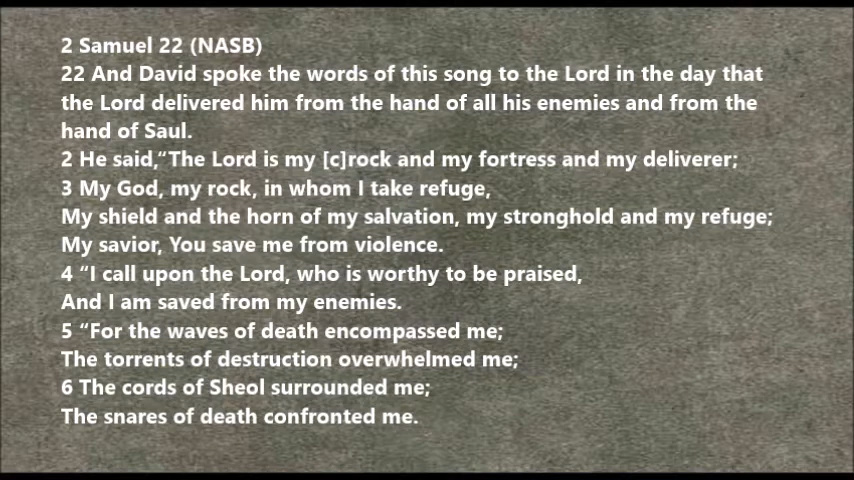 2 Samuel 22 (NASB)
22 And David spoke the words of this song to the Lord in the day that
the Lord delivered him from the hand of all his enemies and from the
hand of Saul.
2 He said,“The Lord is my [c]rock and my fortress and my deliverer;
3 My God, my rock, in whom I take refuge,
My shield and the horn of my salvation, my stronghold and my refuge;
My savior, You save me from violence.
4 “I call upon the Lord, who is worthy to be praised,
And I am saved from my enemies.
5 “For the waves of death encompassed me;
The torrents of destruction overwhelmed me;
6 The cords of Sheol surrounded me;
The snares of death confronted me.